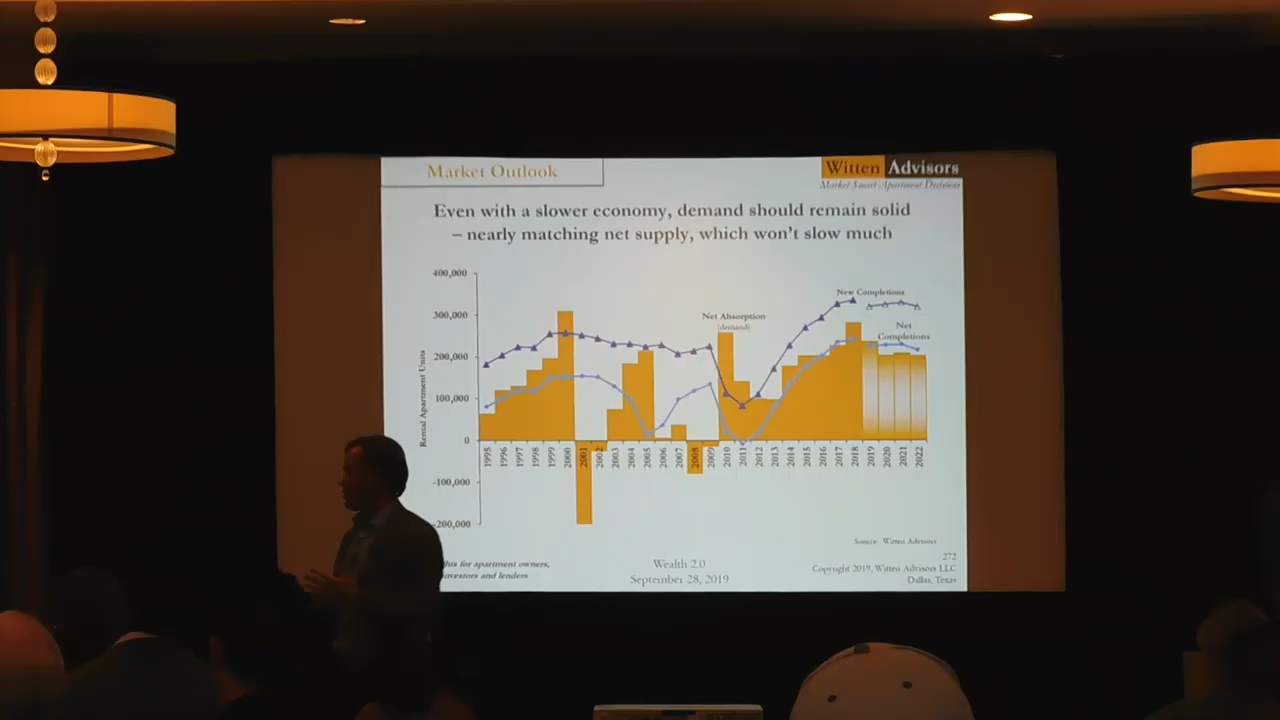 Market Outlook
Witten Advisors
Market Smart Apartment Decisions
Even with a slower economy, demand should remain solid
– nearly matching net supply, which won't slow much
400,000
300,000
200,000
100,000
0
-100,000
-200,000
Rental Apartment Units
New Completions
Net Absorption
(demand)
Net
Completions
1995 1996 1997 1998 1999 2000 2001 2002 2003 2004 2005 2006 2007 2008 2009 2010 2011 2012 2013 2014 2015 2016 2017 2018 2019 2020 2021 2022
Source: Witten Advisors
for apartment owners,
investors and lenders
Wealth 2.0
September 28, 2019
272
Copyright 2019, Witten Advisors LLC
Dallas, Texas